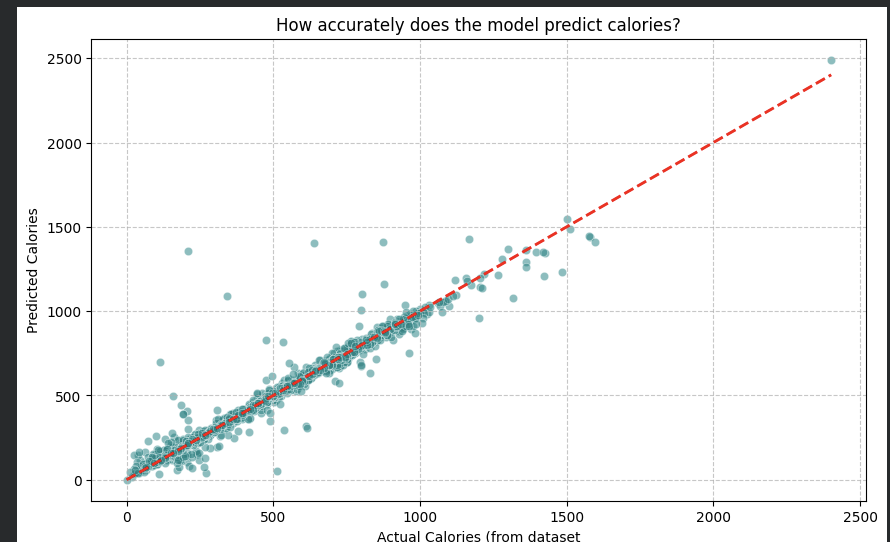 How accurately does the model predict calories?
2500
2000
1500
1000
500
0
Predicted Calories
0 500 1000 1500 2000 2500
Actual Calories (from dataset